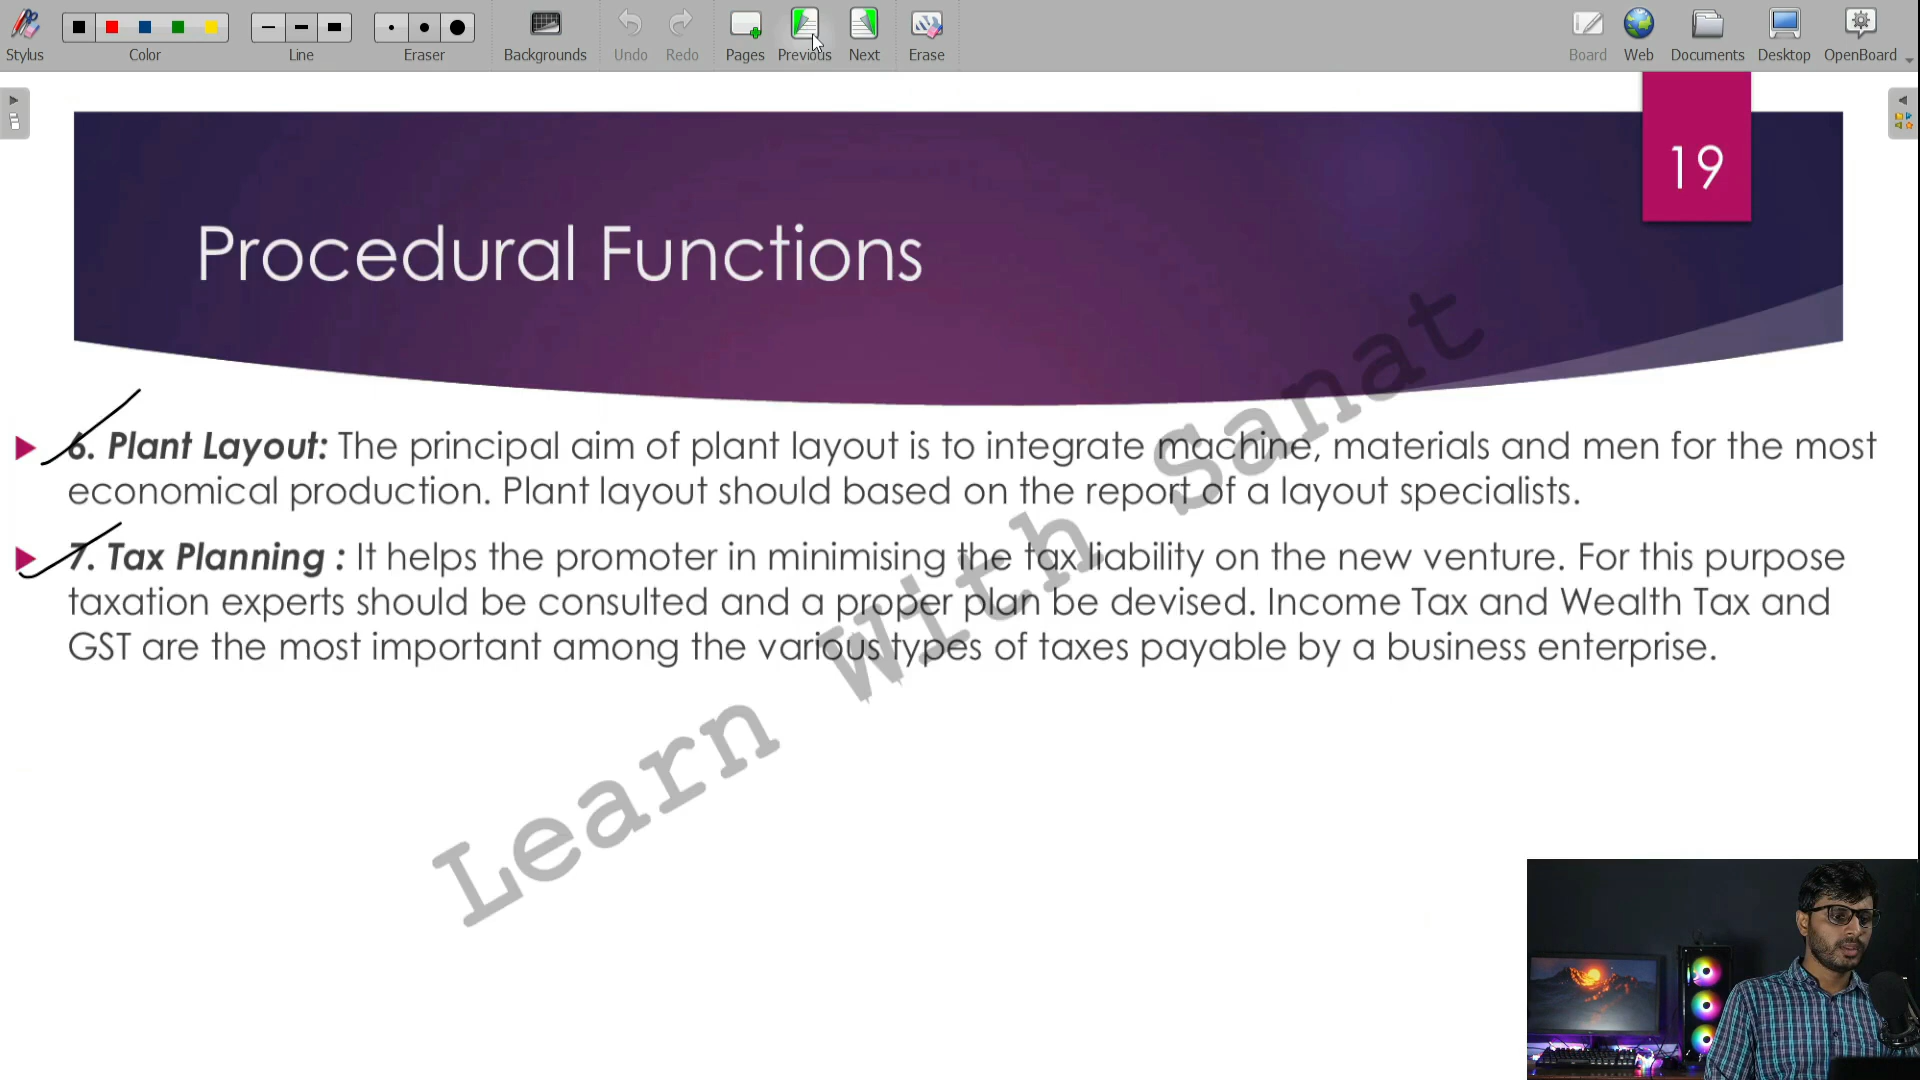 Stylus
Color
Line
Eraser
Backgrounds
Undo
Redo
Pages
Previous
Next
Erase
Board
Web
Documents
Desktop
OpenBoard
19
Procedural Functions
6. Plant Layout: The principal aim of plant layout is to integrate machine, materials and men for the most
economical production. Plant layout should based on the report of a layout specialists.
7. Tax Planning : It helps the promoter in minimising the tax liability on the new venture. For this purpose
taxation experts should be consulted and a proper plan be devised. Income Tax and Wealth Tax and
GST are the most important among the various types of taxes payable by a business enterprise.
Learn With Sanat